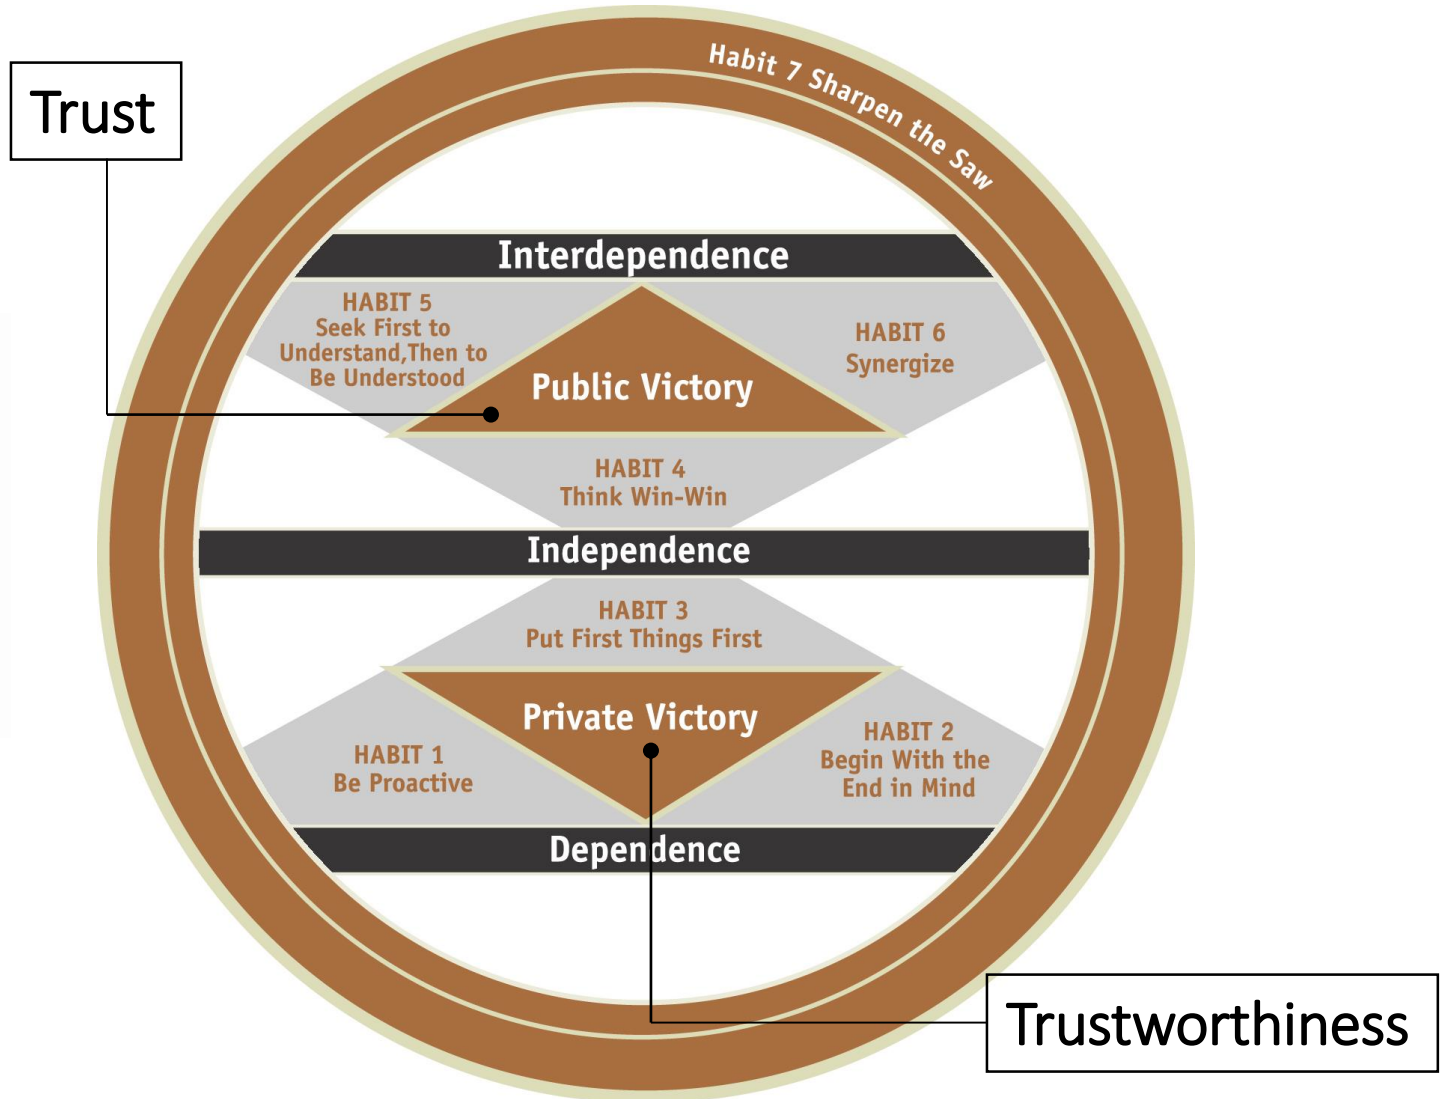 Habit 7 Sharpen the Saw
Trust
Interdependence
HABIT 5
Seek First to
Understand,Then to
Be Understood
HABIT 6
Synergize
Public Victory
HABIT 4
Think Win-Win
Independence
HABIT 3
Put First Things First
Private Victory
HABIT 1
Be Proactive
HABIT 2
Begin With the
End in Mind
Dependence
Trustworthiness